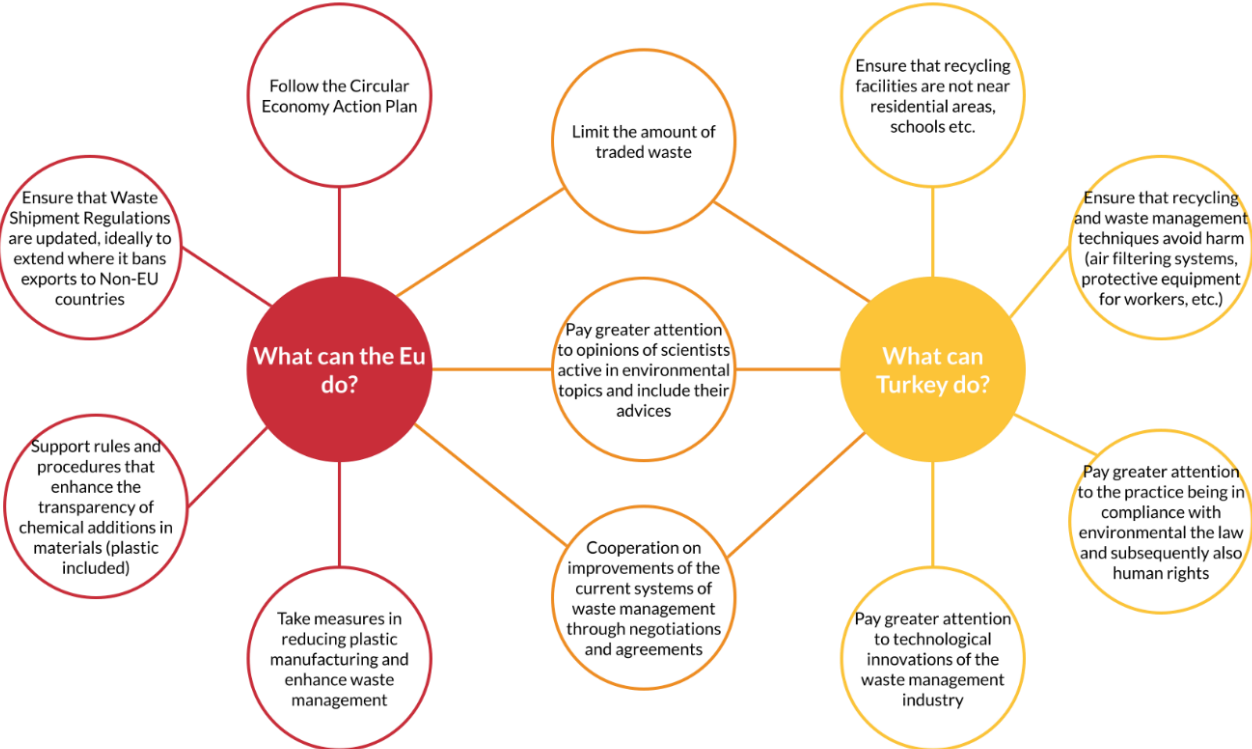 Follow the Circular
Economy Action Plan
Ensure that Waste
Shipment Regulations
are updated, ideally to
extend where it bans
exports to Non-EU
countries
What can the Eu
do?
Support rules and
procedures that
enhance the
transparency of
chemical additions in
materials (plastic
included)
Take measures in
reducing plastic
manufacturing and
enhance waste
management
Limit the amount of
traded waste
Pay greater attention
to opinions of scientists
active in environmental
topics and include their
advices
Cooperation on
improvements of the
current systems of
waste management
through negotiations
and agreements
Ensure that recycling
facilities are not near
residential areas,
schools etc.
Ensure that recycling
and waste management
techniques avoid harm
(air filtering systems,
protective equipment
for workers, etc.)
What can
Turkey do?
Pay greater attention
to the practice being in
compliance with
environmental the law
and subsequently also
human rights
Pay greater attention
to technological
innovations of the
waste management
industry